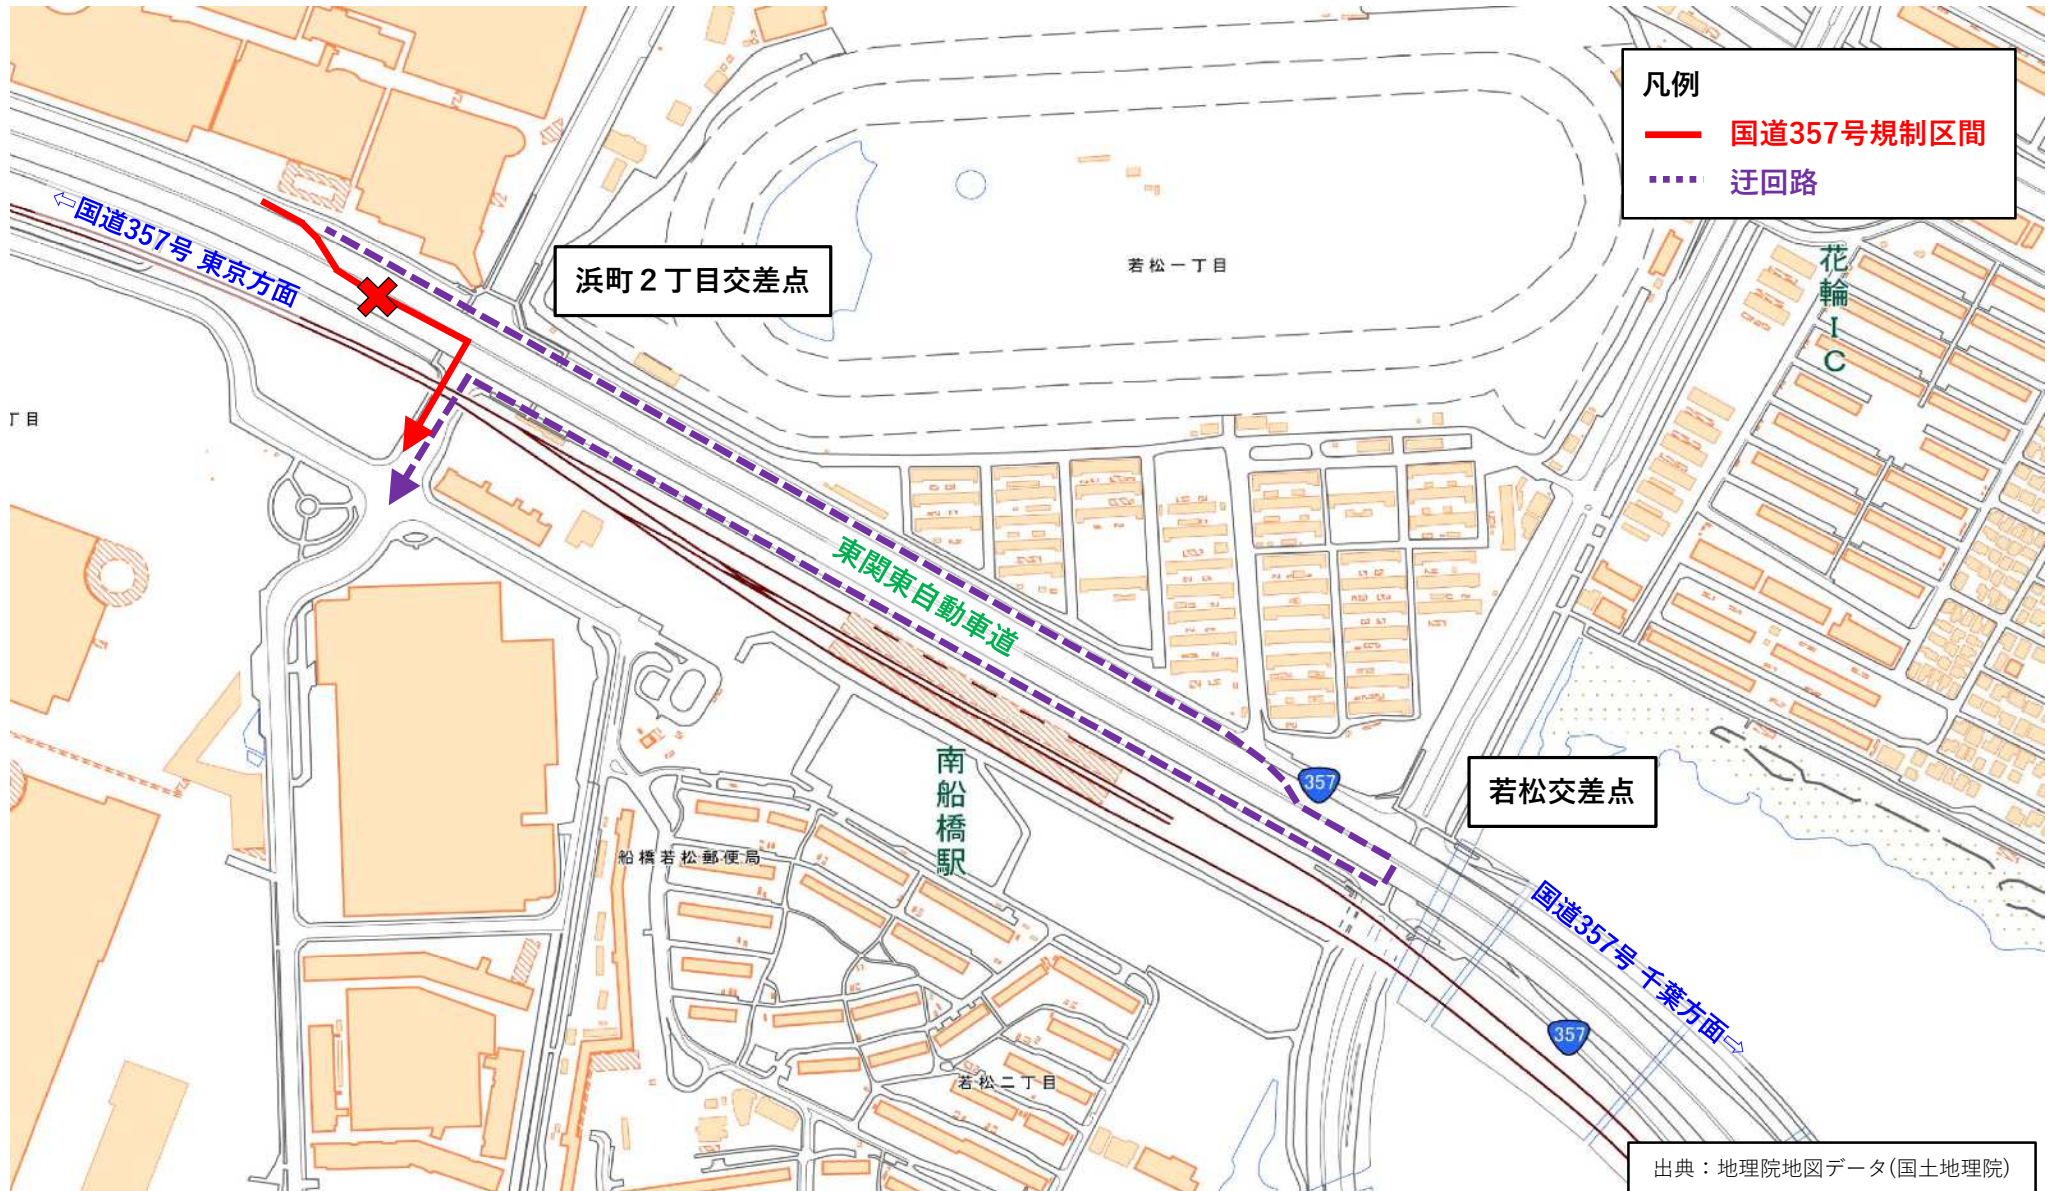 凡例
国道357号規制区間
迂回路
⇦国道357号 東京方面
浜町２丁目交差点
若松一丁目
花輪IC
丁目
東関東自動車道
南船橋駅
357
若松交差点
船橋若松郵便局
国道357号 千葉方面⇨
357
若松二丁目
出典：地理院地図データ(国土地理院)